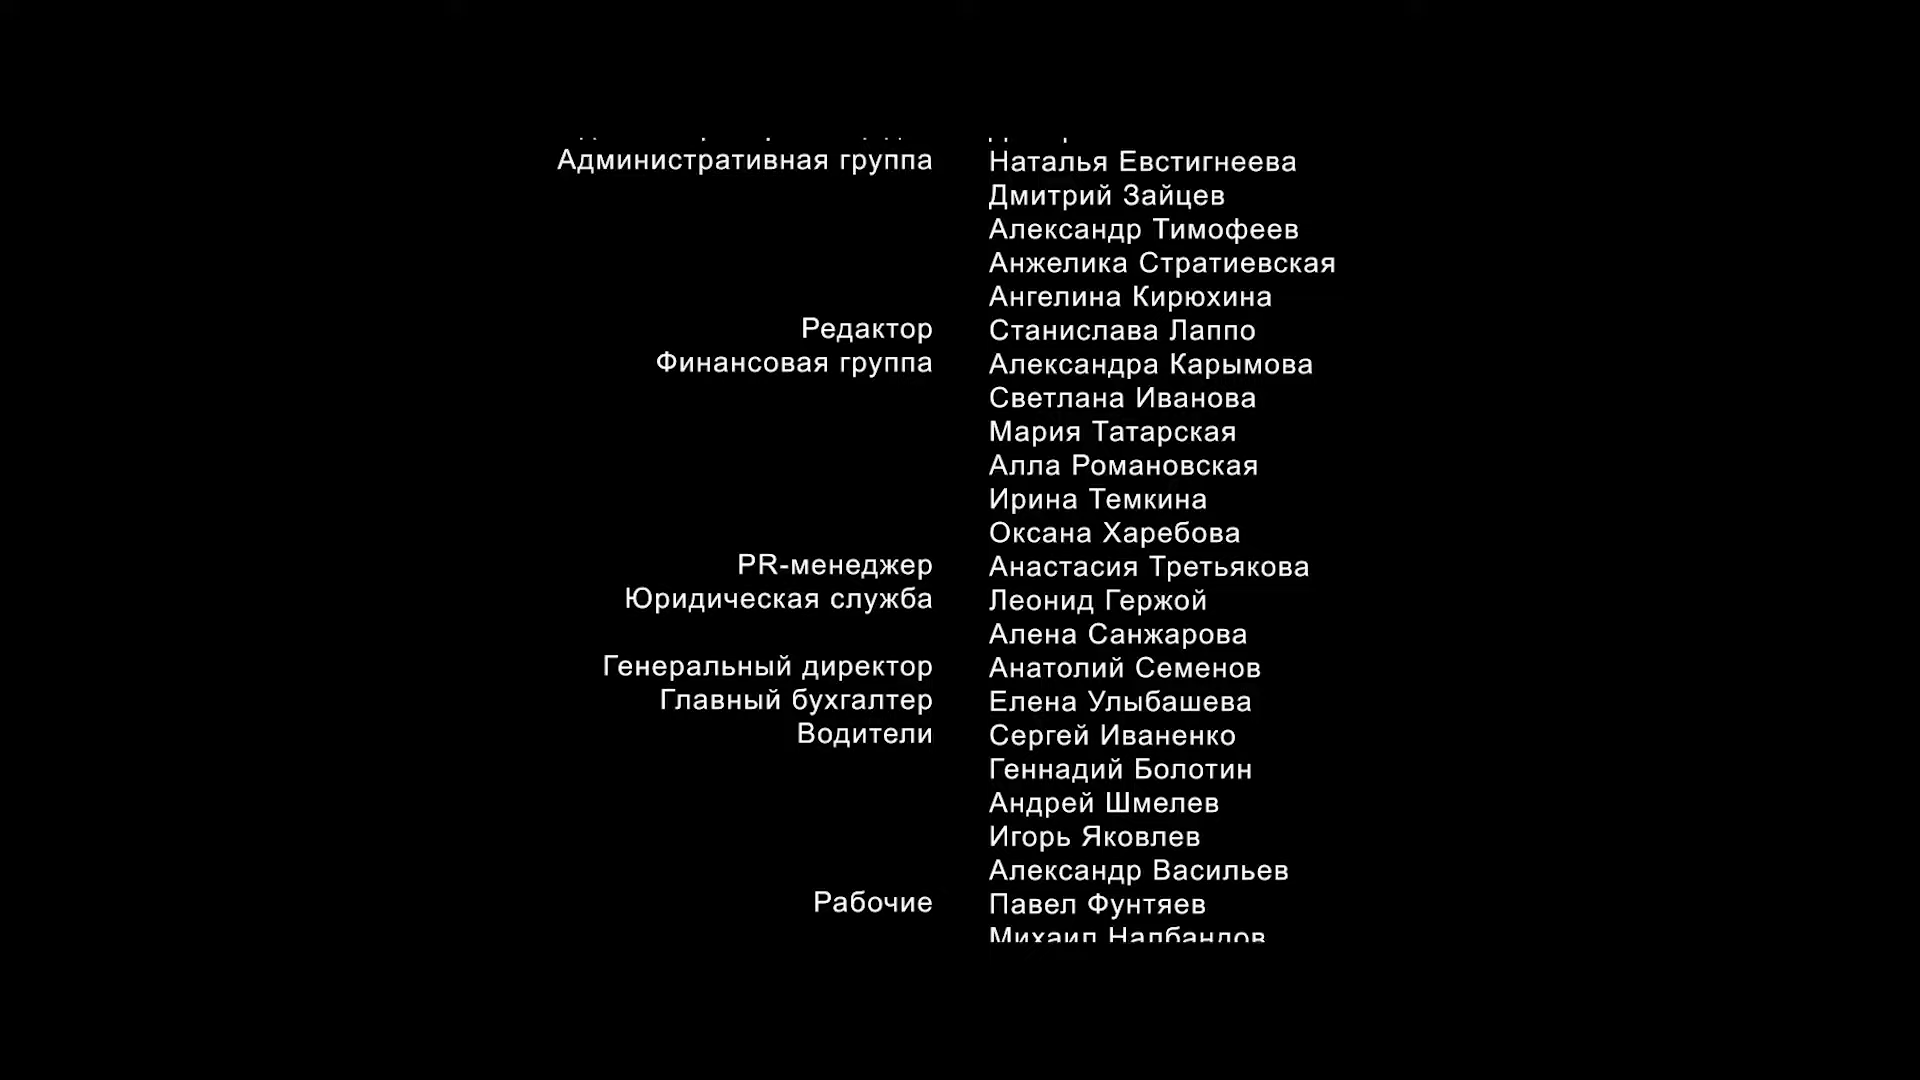 Административная группа Наталья Евстигнеева
Дмитрий Зайцев
Александр Тимофеев
Анжелика Стратиевская
Ангелина Кирюхина
Редактор Станислава Лаппо
Финансовая группа Александра Карымова
Светлана Иванова
Мария Татарская
Алла Романовская
Ирина Темкина
Оксана Харебова
PR-менеджер Анастасия Третьякова
Юридическая служба Леонид Гержой
Алена Санжарова
Генеральный директор Анатолий Семенов
Главный бухгалтер Елена Улыбашева
Водители Сергей Иваненко
Геннадий Болотин
Андрей Шмелев
Игорь Яковлев
Александр Васильев
Рабочие Павел Фунтяев
Михаил Налбандов